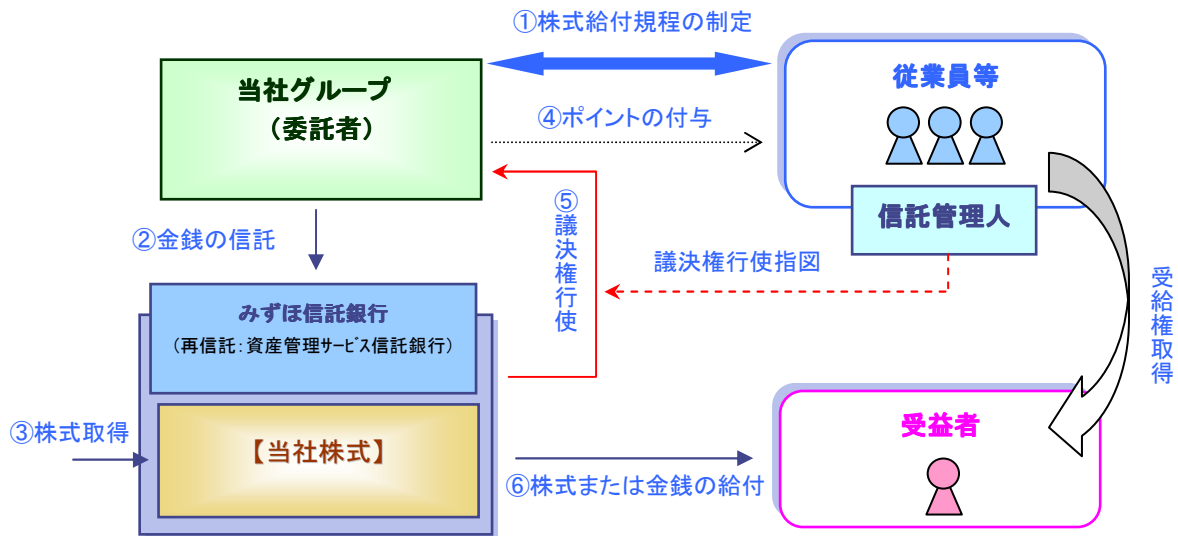 ①株式給付規程の制定
当社グループ
（委託者）
従業員等
④ポイントの付与
信託管理人
②金銭の信託
⑤議決権行使
議決権行使指図
受給権取得
みずほ信託銀行
（再信託：資産管理ｻｰﾋﾞｽ信託銀行）
③株式取得
【当社株式】
受益者
⑥株式または金銭の給付